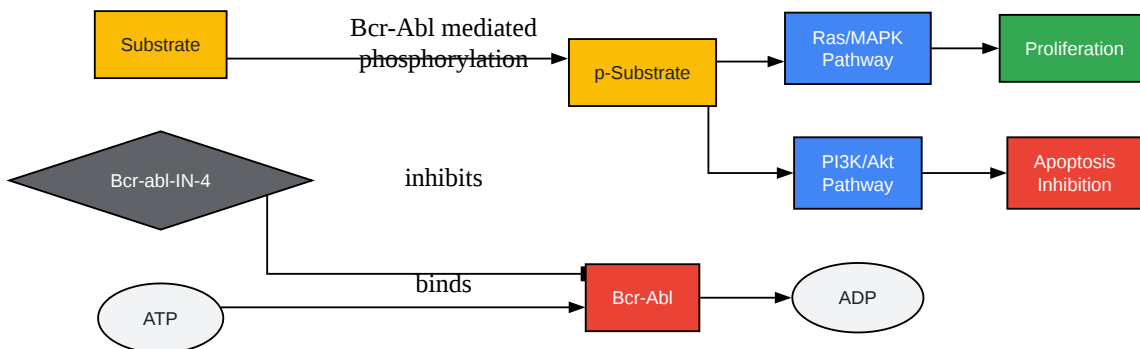 Substrate
Bcr-Abl mediated
phosphorylation
p-Substrate
Ras/MAPK
Pathway
Proliferation
Bcr-abl-IN-4
inhibits
PI3K/Akt
Pathway
Apoptosis
Inhibition
binds
ATP
Bcr-Abl
ADP